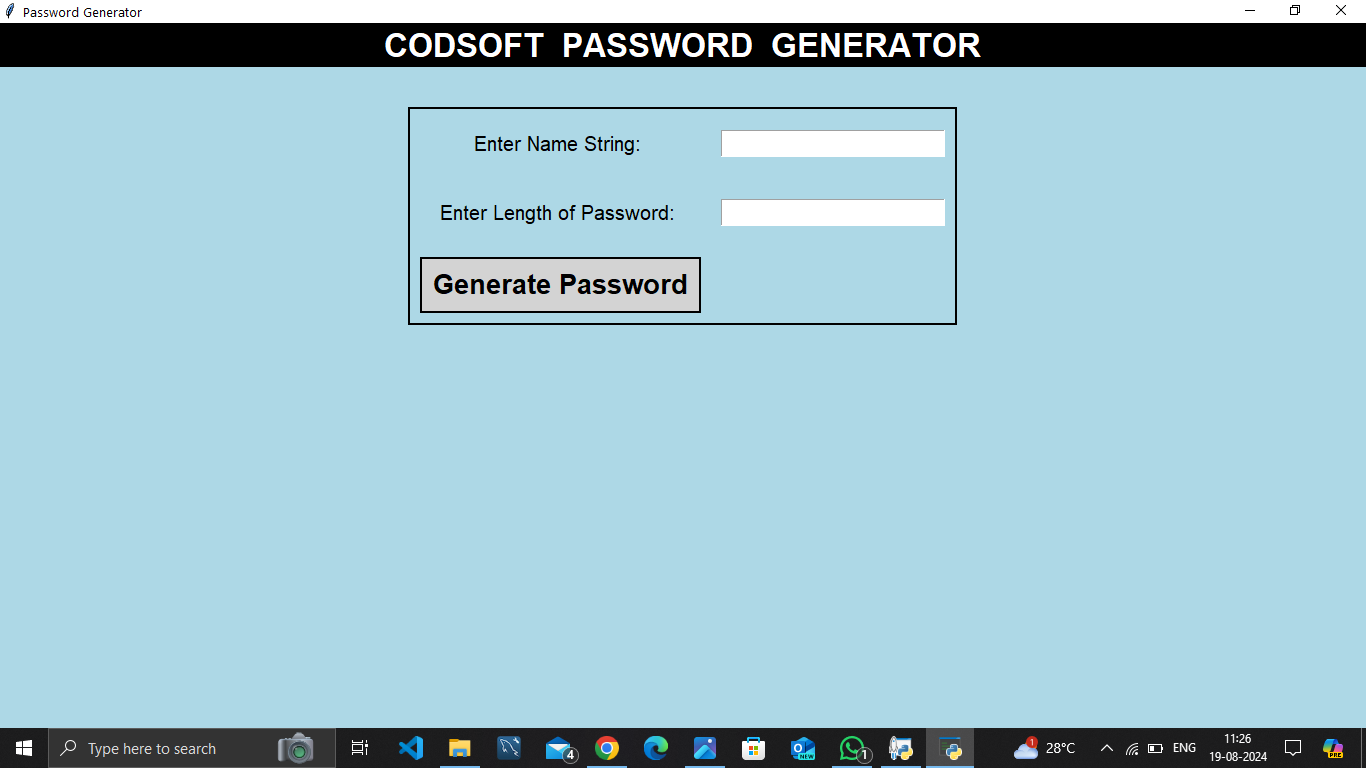 Password Generator
CODSOFT PASSWORD GENERATOR
Enter Name String:
Enter Length of Password:
Generate Password
Type here to search
4
NEW
1
1
28°C
ENG
11:26
19-08-2024
PRE